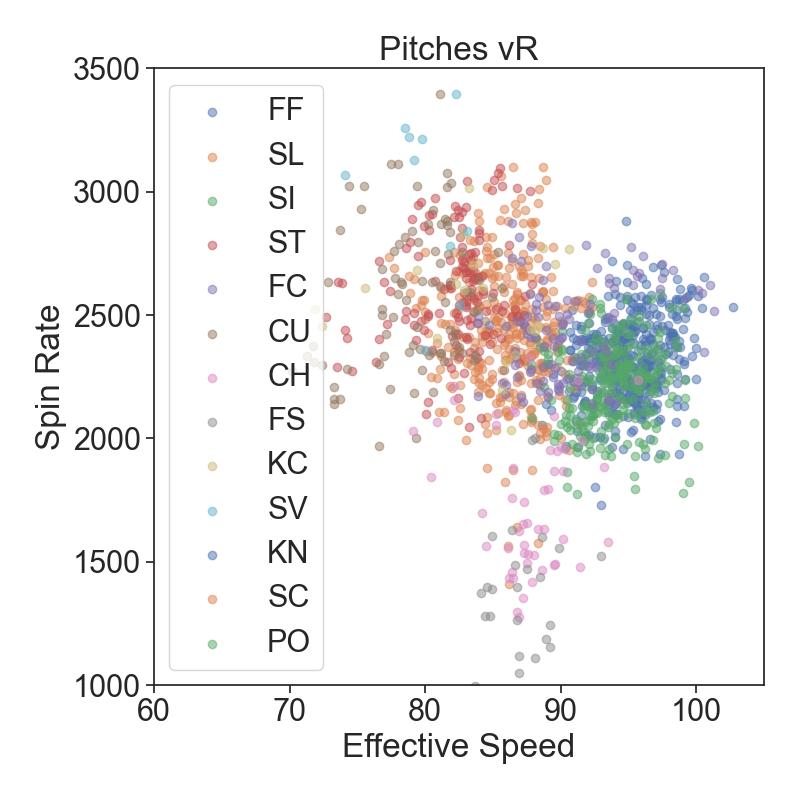 Pitches vR
3500
3000
2500
2000
1500
1000
Spin Rate
FF
SL
SI
ST
FC
CU
CH
FS
KC
SV
KN
SC
PO
60 70 80 90 100
Effective Speed